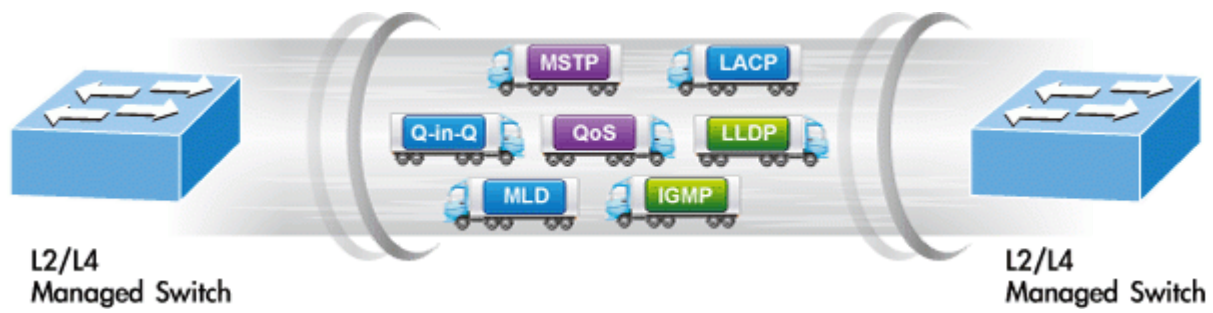 MSTP LACP
Q-in-Q QoS LLDP
MLD IGMP
L2/L4
Managed Switch
L2/L4
Managed Switch